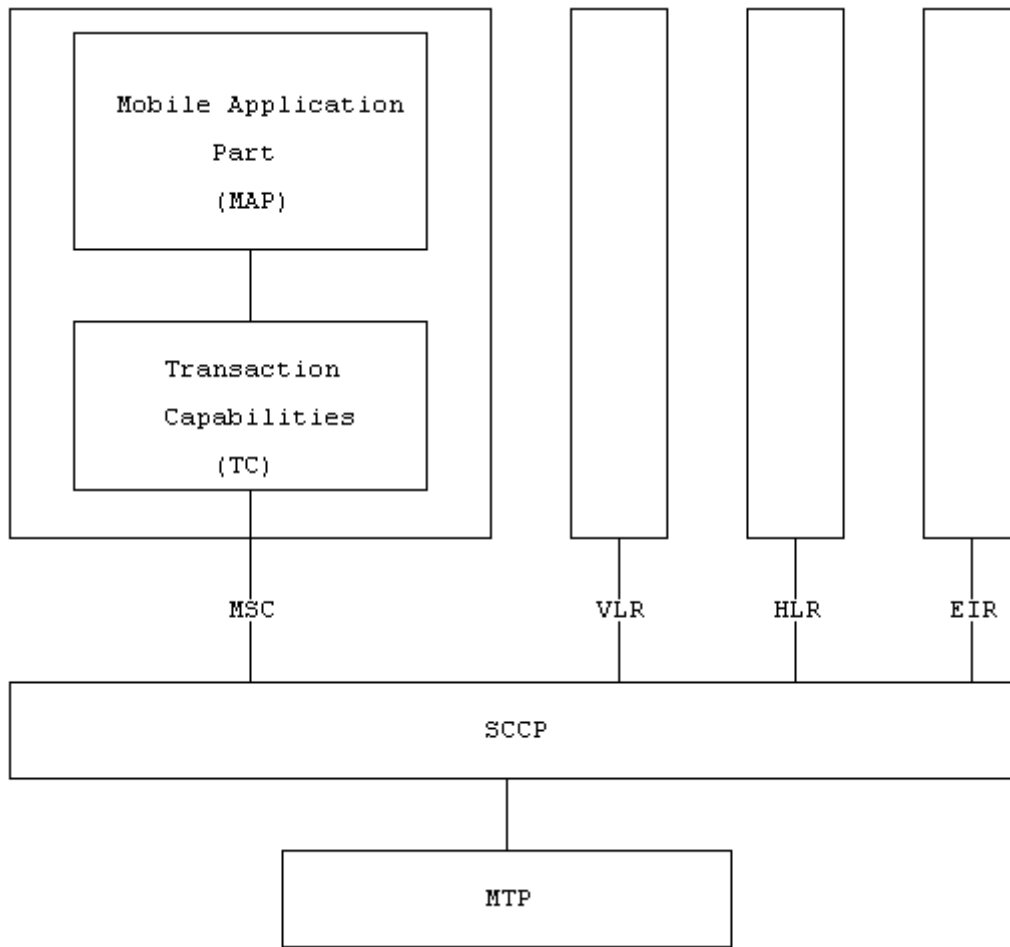 Mobile Application
Part
(MAP)
Transaction
Capabilities
(TC)
MSC
VLR
HLR
EIR
SCCP
MTP